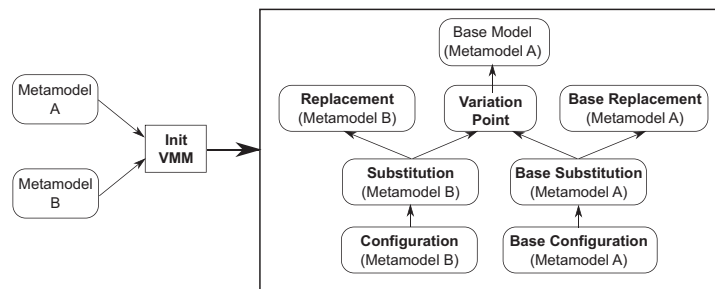 Base Model
(Metamodel A)
Metamodel
A
Replacement
(Metamodel B)
Variation
Point
Base Replacement
(Metamodel A)
Init
VMM
Metamodel
B
Substitution
(Metamodel B)
Base Substitution
(Metamodel A)
Configuration
(Metamodel B)
Base Configuration
(Metamodel A)